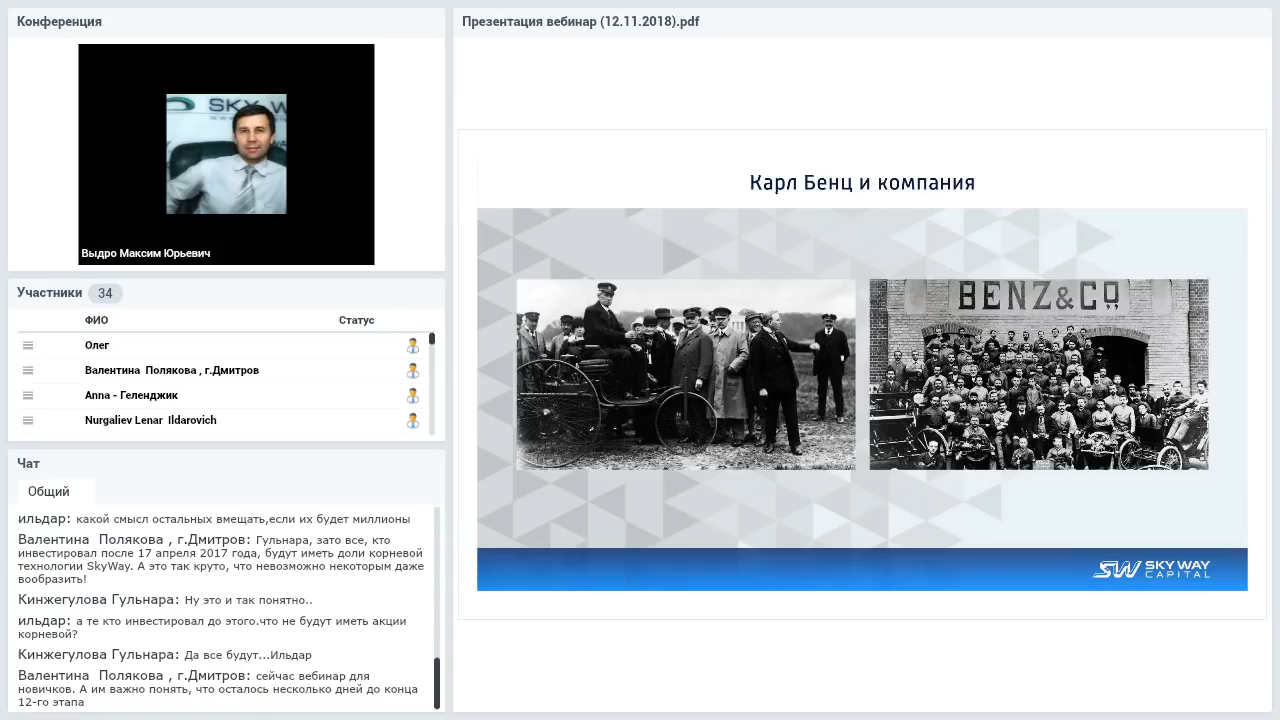 Конференция
SKY W
Выдро Максим Юрьевич
Участники 34
ФИО Статус
Олег
Валентина Полякова , г.Дмитров
Anna - Геленджик
Nurgaliev Lenar Ildarovich
Чат
Общий
ильдар: какой смысл остальных вмещать,если их будет миллионы
Валентина Полякова , г.Дмитров: Гульнара, зато все, кто
инвестировал после 17 апреля 2017 года, будут иметь доли корневой
технологии SkyWay. А это так круто, что невозможно некоторым даже
вообразить!
Кинжегулова Гульнара: Ну это и так понятно..
ильдар: а те кто инвестировал до этого.что не будут иметь акции
корневой?
Кинжегулова Гульнара: Да все будут...Ильдар
Валентина Полякова , г.Дмитров: сейчас вебинар для
новичков. А им важно понять, что осталось несколько дней до конца
12-го этапа
Презентация вебинар (12.11.2018).pdf
Карл Бенц и компания
BENZ & Co
SW SKY WAY
CAPITAL